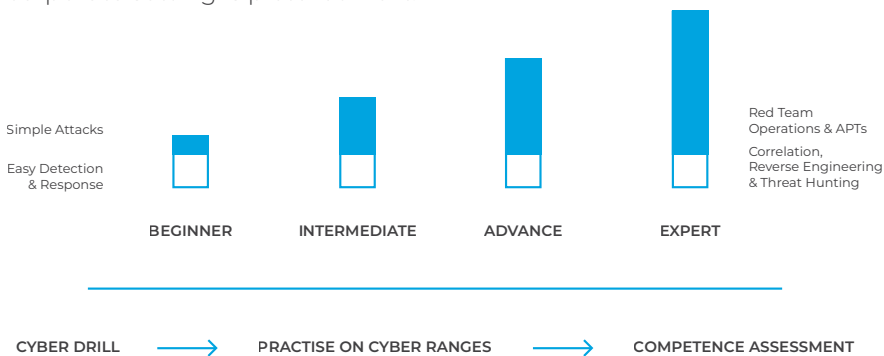 Simple Attacks
Easy Detection
& Response
Red Team
Operations & APTs
Correlation,
Reverse Engineering
& Threat Hunting
BEGINNER
INTERMEDIATE
ADVANCE
EXPERT
CYBER DRILL
PRACTISE ON CYBER RANGES
COMPETENCE ASSESSMENT